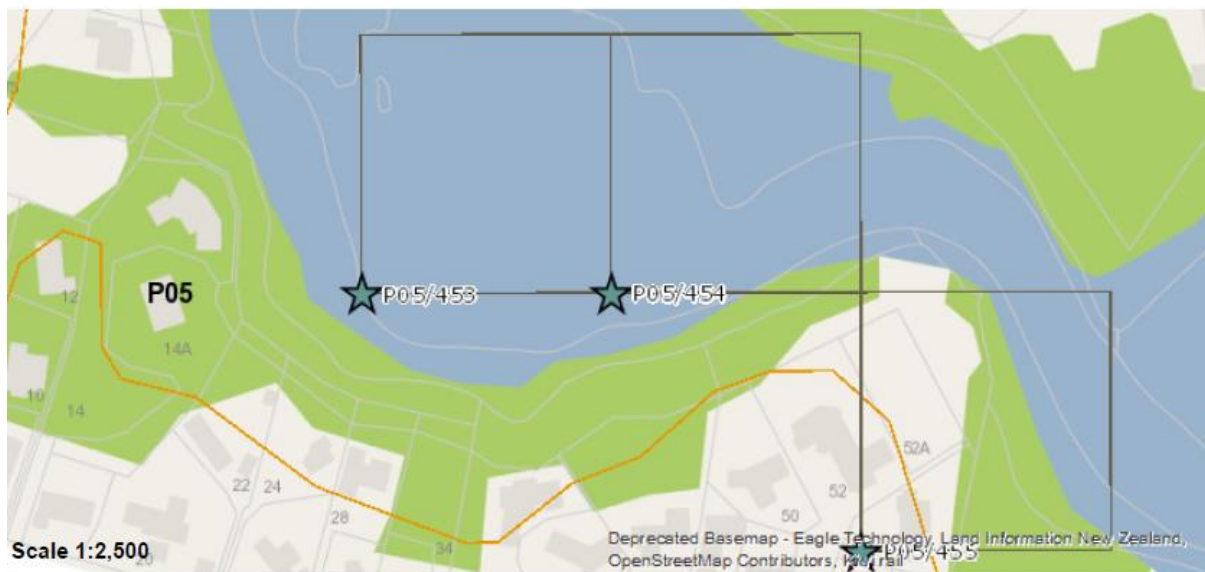 P05/453
P05/454
12
P05
14A
10
14
22
24
28
34
52A
52
50
Scale 1:2,500
20
P05/455
Deprecated Basemap - Eagle Technology, Land Information New Zealand,
OpenStreetMap Contributors,